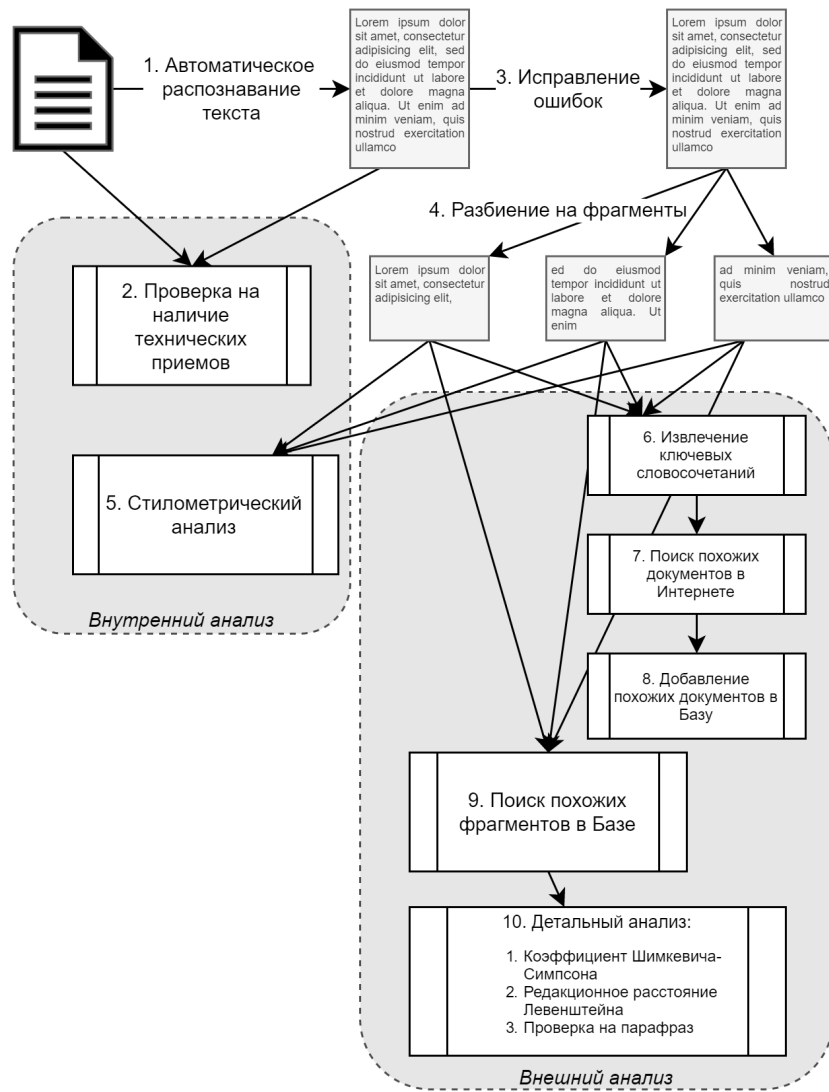 Lorem ipsum dolor
sit amet, consectetur
adipisicing elit, sed
do eiusmod tempor
incididunt ut labore
et dolore magna
aliqua. Ut enim ad
minim veniam, quis
nostrud exercitation
ullamco
1. Автоматическое
распознавание
текста
3. Исправление
ошибок
Lorem ipsum dolor
sit amet, consectetur
adipisicing elit, sed
do eiusmod tempor
incididunt ut labore
et dolore magna
aliqua. Ut enim ad
minim veniam, quis
nostrud exercitation
ullamco
4. Разбиение на фрагменты
Lorem ipsum dolor
sit amet, consectetur
adipisicing elit,
ed do eiusmod
tempor incididunt ut
labore et dolore
magna aliqua. Ut
enim
ad minim veniam,
quis nostrud
exercitation ullamco
2. Проверка на
наличие
технических
приемов
5. Стилометрический
анализ
Внутренний анализ
6. Извлечение
ключевых
словосочетаний
7. Поиск похожих
документов в
Интернете
8. Добавление
похожих документов в
Базу
9. Поиск похожих
фрагментов в Базе
10. Детальный анализ:
1. Коэффициент Шимкевича-
Симпсона
2. Редакционное расстояние
Левенштейна
3. Проверка на парафраз
Внешний анализ